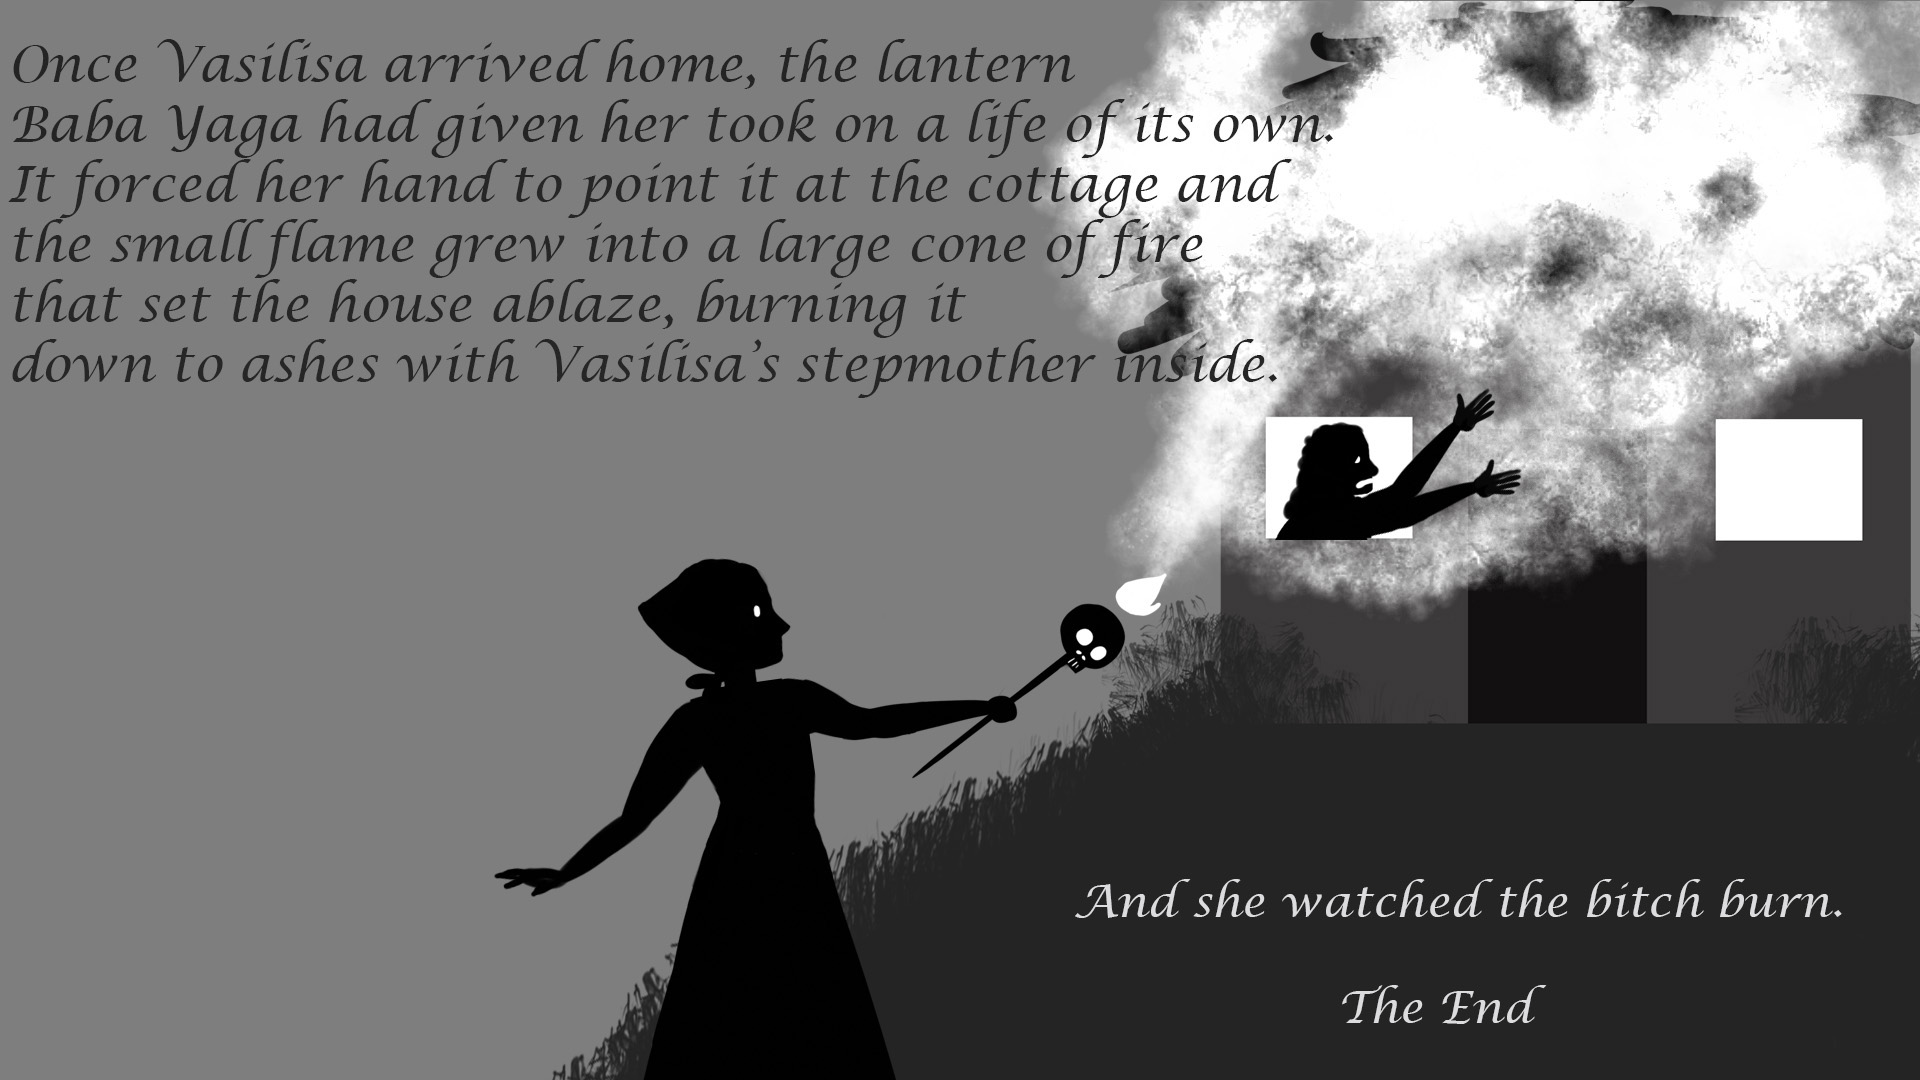 Once Vasilisa arrived home, the lantern
Baba Yaga had given her took on a life of its own.
It forced her hand to point it at the cottage and
the small flame grew into a large cone of fire
that set the house ablaze, burning it
down to ashes with Vasilisa's stepmother inside.
And she watched the bitch burn.
The End